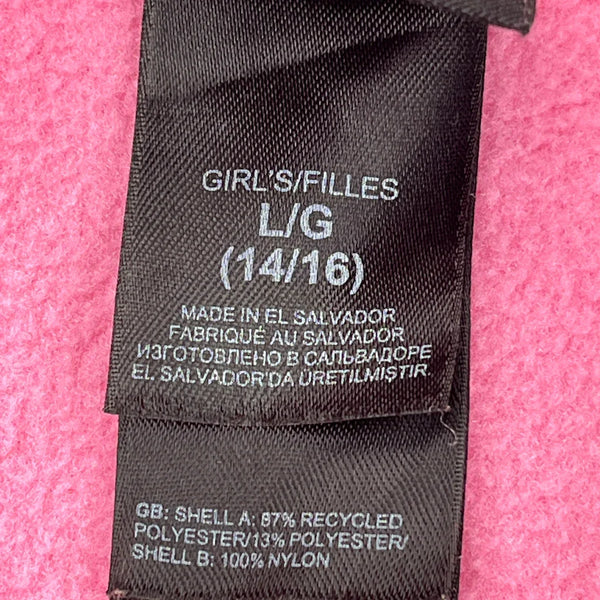 GIRL'S/FILLES
L/G
(14/16)
MADE IN EL SALVADOR
FABRIQUÉ AU SALVADOR
ИЗГОТОВЛЕНО В САЛЬВАДОРЕ
EL SALVADOR'DA ÜRETILMIŞTIR.
GB: SHELL A: 87% RECYCLED
POLYESTER/13% POLYESTER/
SHELL B: 100% NYLON